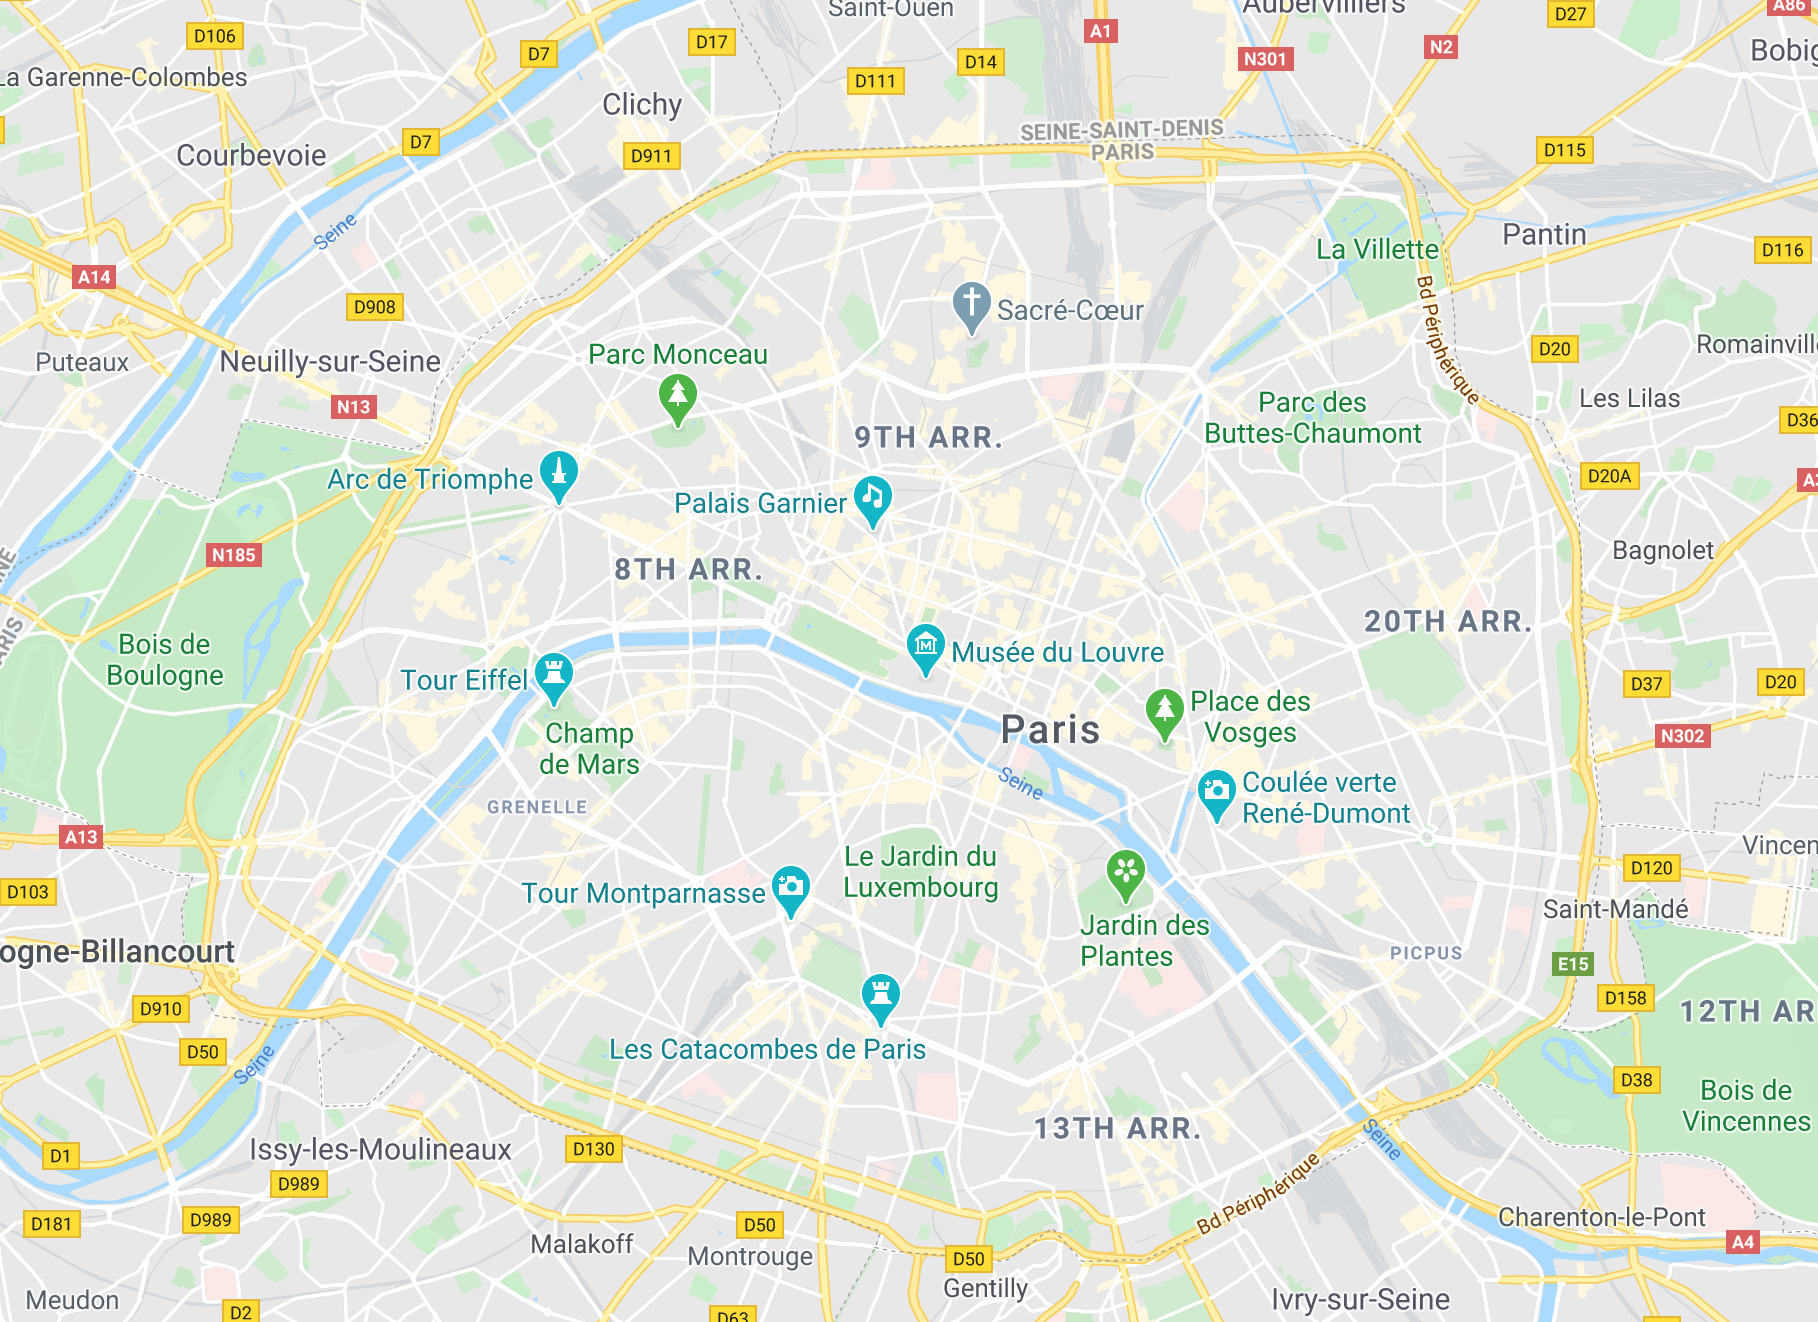 Saint-Ouen
Aubervilliers
D27
A86
D106
D17
A1
N2
D7
D14
N301
Bobig
La Garenne-Colombes
D111
Clichy
SEINE-SAINT-DENIS
PARIS
D7
D911
D115
Courbevoie
Seine
La Villette
Pantin
D116
A14
D908
Bd Périphérique
Sacré-Cœur
Puteaux
Neuilly-sur-Seine
Parc Monceau
D20
Romainville
N13
Parc des
Buttes-Chaumont
Les Lilas
D36
9TH ARR.
Arc de Triomphe
Palais Garnier
D20A
A3
N185
8TH ARR.
Bagnolet
PARIS
20TH ARR.
Bois de
Boulogne
Musée du Louvre
Tour Eiffel
D37
D20
Place des
Vosges
Paris
Champ
de Mars
N302
Seine
Coulée verte
René-Dumont
GRENELLE
A13
Vincen
Le Jardin du
Luxembourg
D120
D103
Tour Montparnasse
Saint-Mandé
Jardin des
Plantes
ogne-Billancourt
PICPUS
E15
D910
D158
12TH AR
Les Catacombes de Paris
D50
Seine
D38
Bois de
Vincennes
13TH ARR.
Seine
D1
Issy-les-Moulineaux
D130
D989
Bd Périphérique
D181
D989
D50
Charenton-le-Pont
A4
Malakoff
Montrouge
D50
Gentilly
Meudon
D2
D63
Ivry-sur-Seine